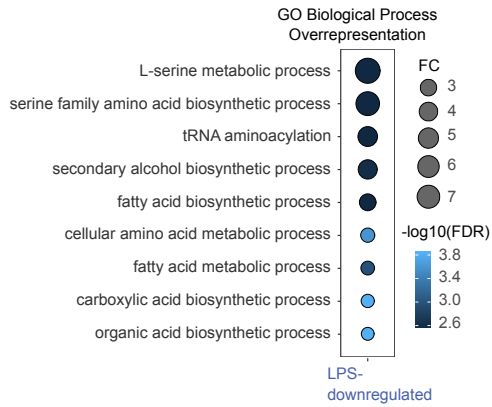 GO Biological Process
Overrepresentation
L-serine metabolic process
serine family amino acid biosynthetic process
tRNA aminoacylation
secondary alcohol biosynthetic process
fatty acid biosynthetic process
cellular amino acid metabolic process
fatty acid metabolic process
carboxylic acid biosynthetic process
organic acid biosynthetic process
LPS-
downregulated
FC
3
4
5
6
7
-log10(FDR)
3.8
3.4
3.0
2.6